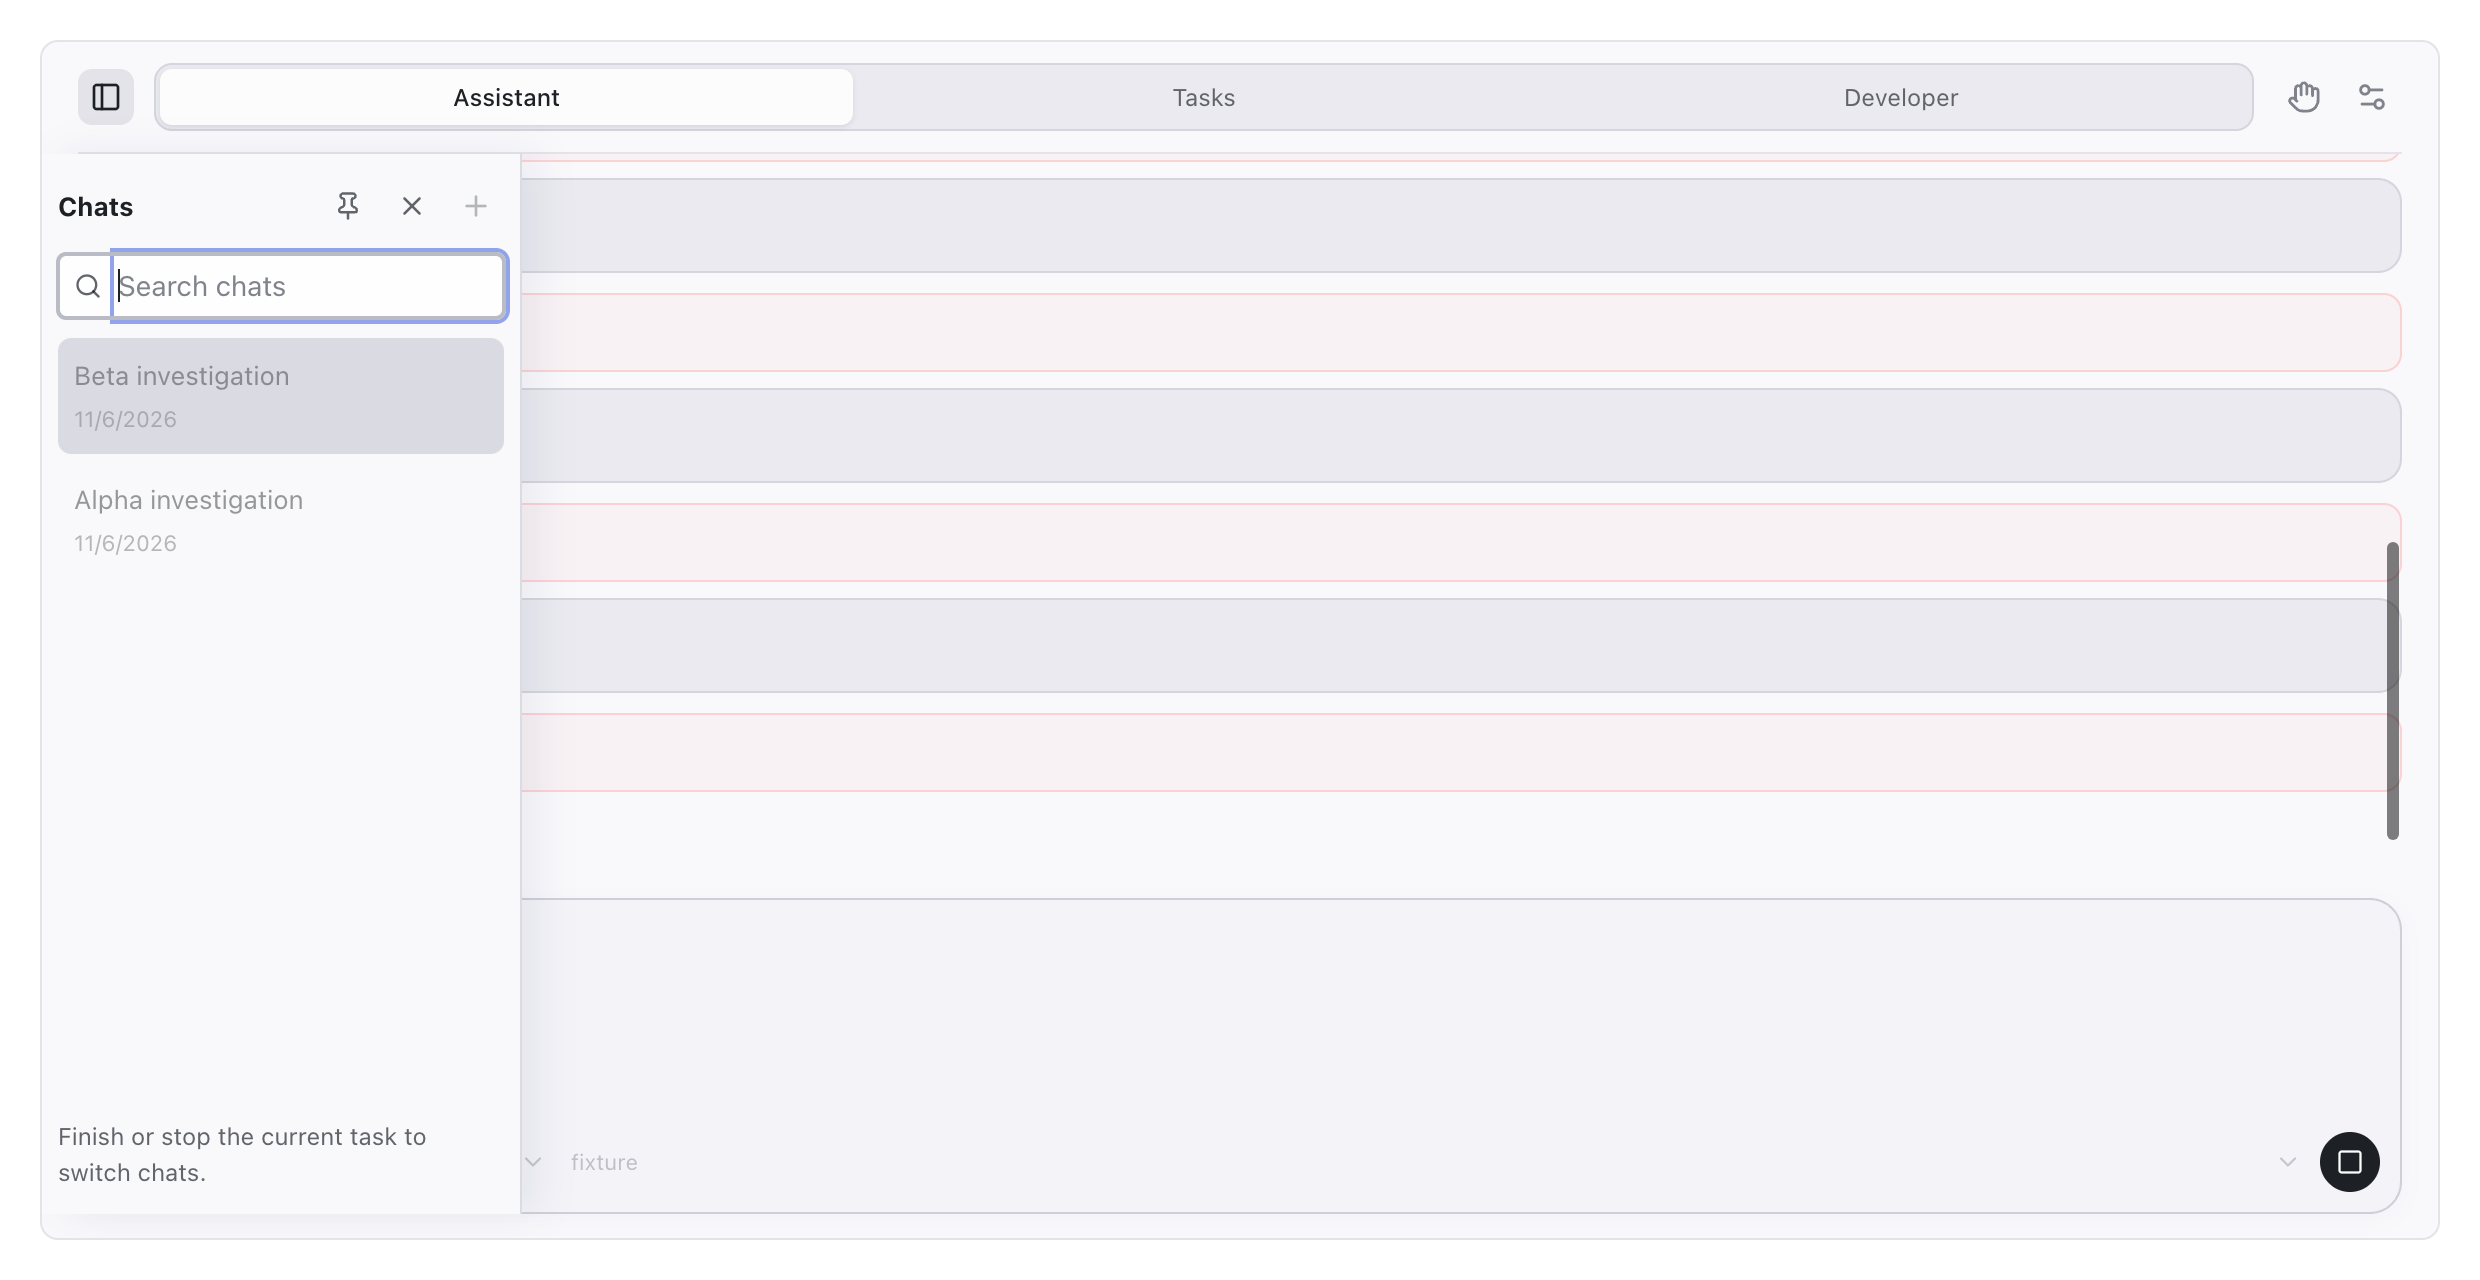 Assistant
Tasks
Developer
Chats
Search chats
Beta investigation
11/6/2026
Alpha investigation
11/6/2026
Finish or stop the current task to
switch chats.
fixture